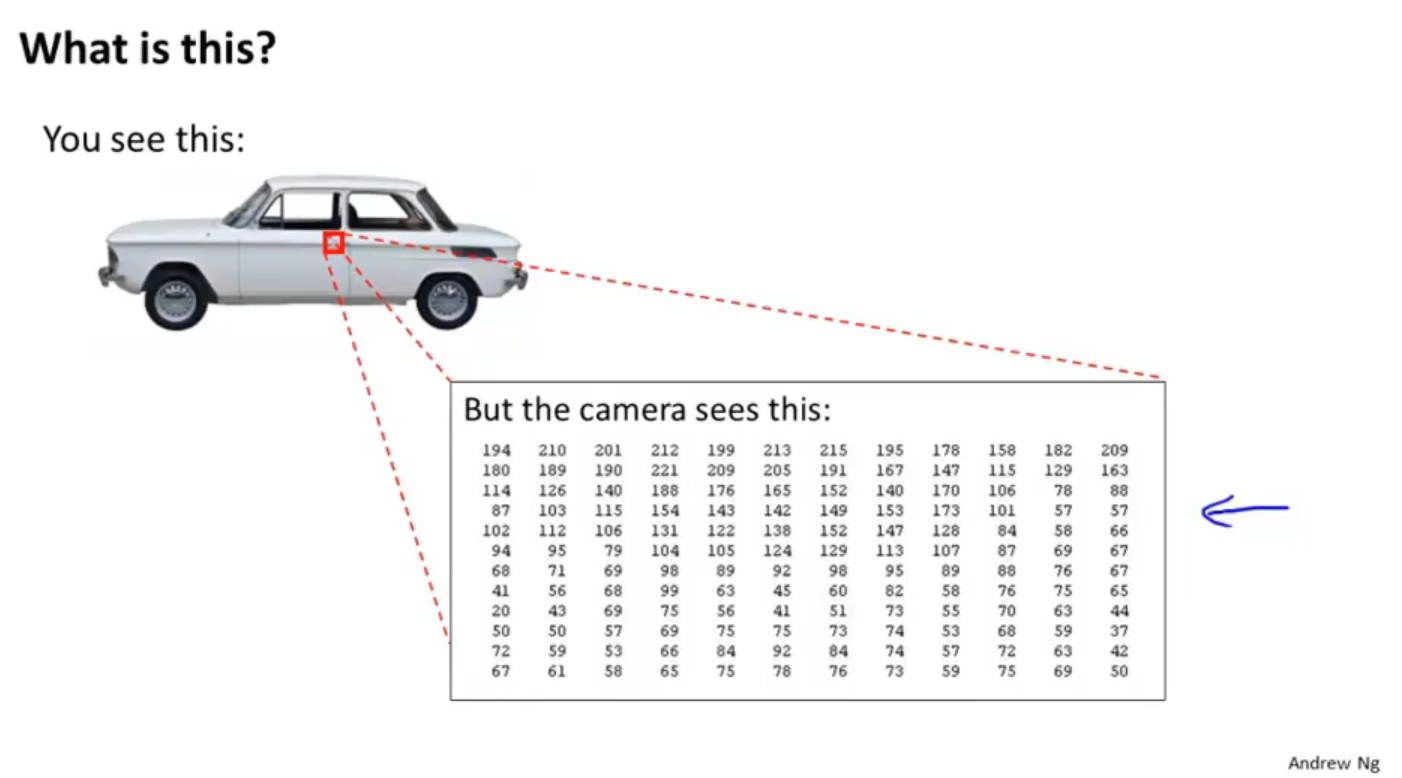 What is this?
You see this:
But the camera sees this:
194 210 201 212 199 213 215 195 178 158 182 209
180 189 190 221 209 205 191 167 147 115 129 163
114 126 140 188 176 165 152 140 170 106 78 88
87 103 115 154 143 142 149 153 173 101 57 57
102 112 106 131 122 138 152 147 128 84 58 66
94 95 79 104 105 124 129 113 107 87 69 67
68 71 69 98 89 92 98 95 89 88 76 67
41 56 68 99 63 45 60 82 58 76 75 65
20 43 69 75 56 41 51 73 55 70 63 44
50 50 57 69 75 75 73 74 53 68 59 37
72 59 53 66 84 92 84 74 57 72 63 42
67 61 58 65 75 78 76 73 59 75 69 50
Andrew Ng